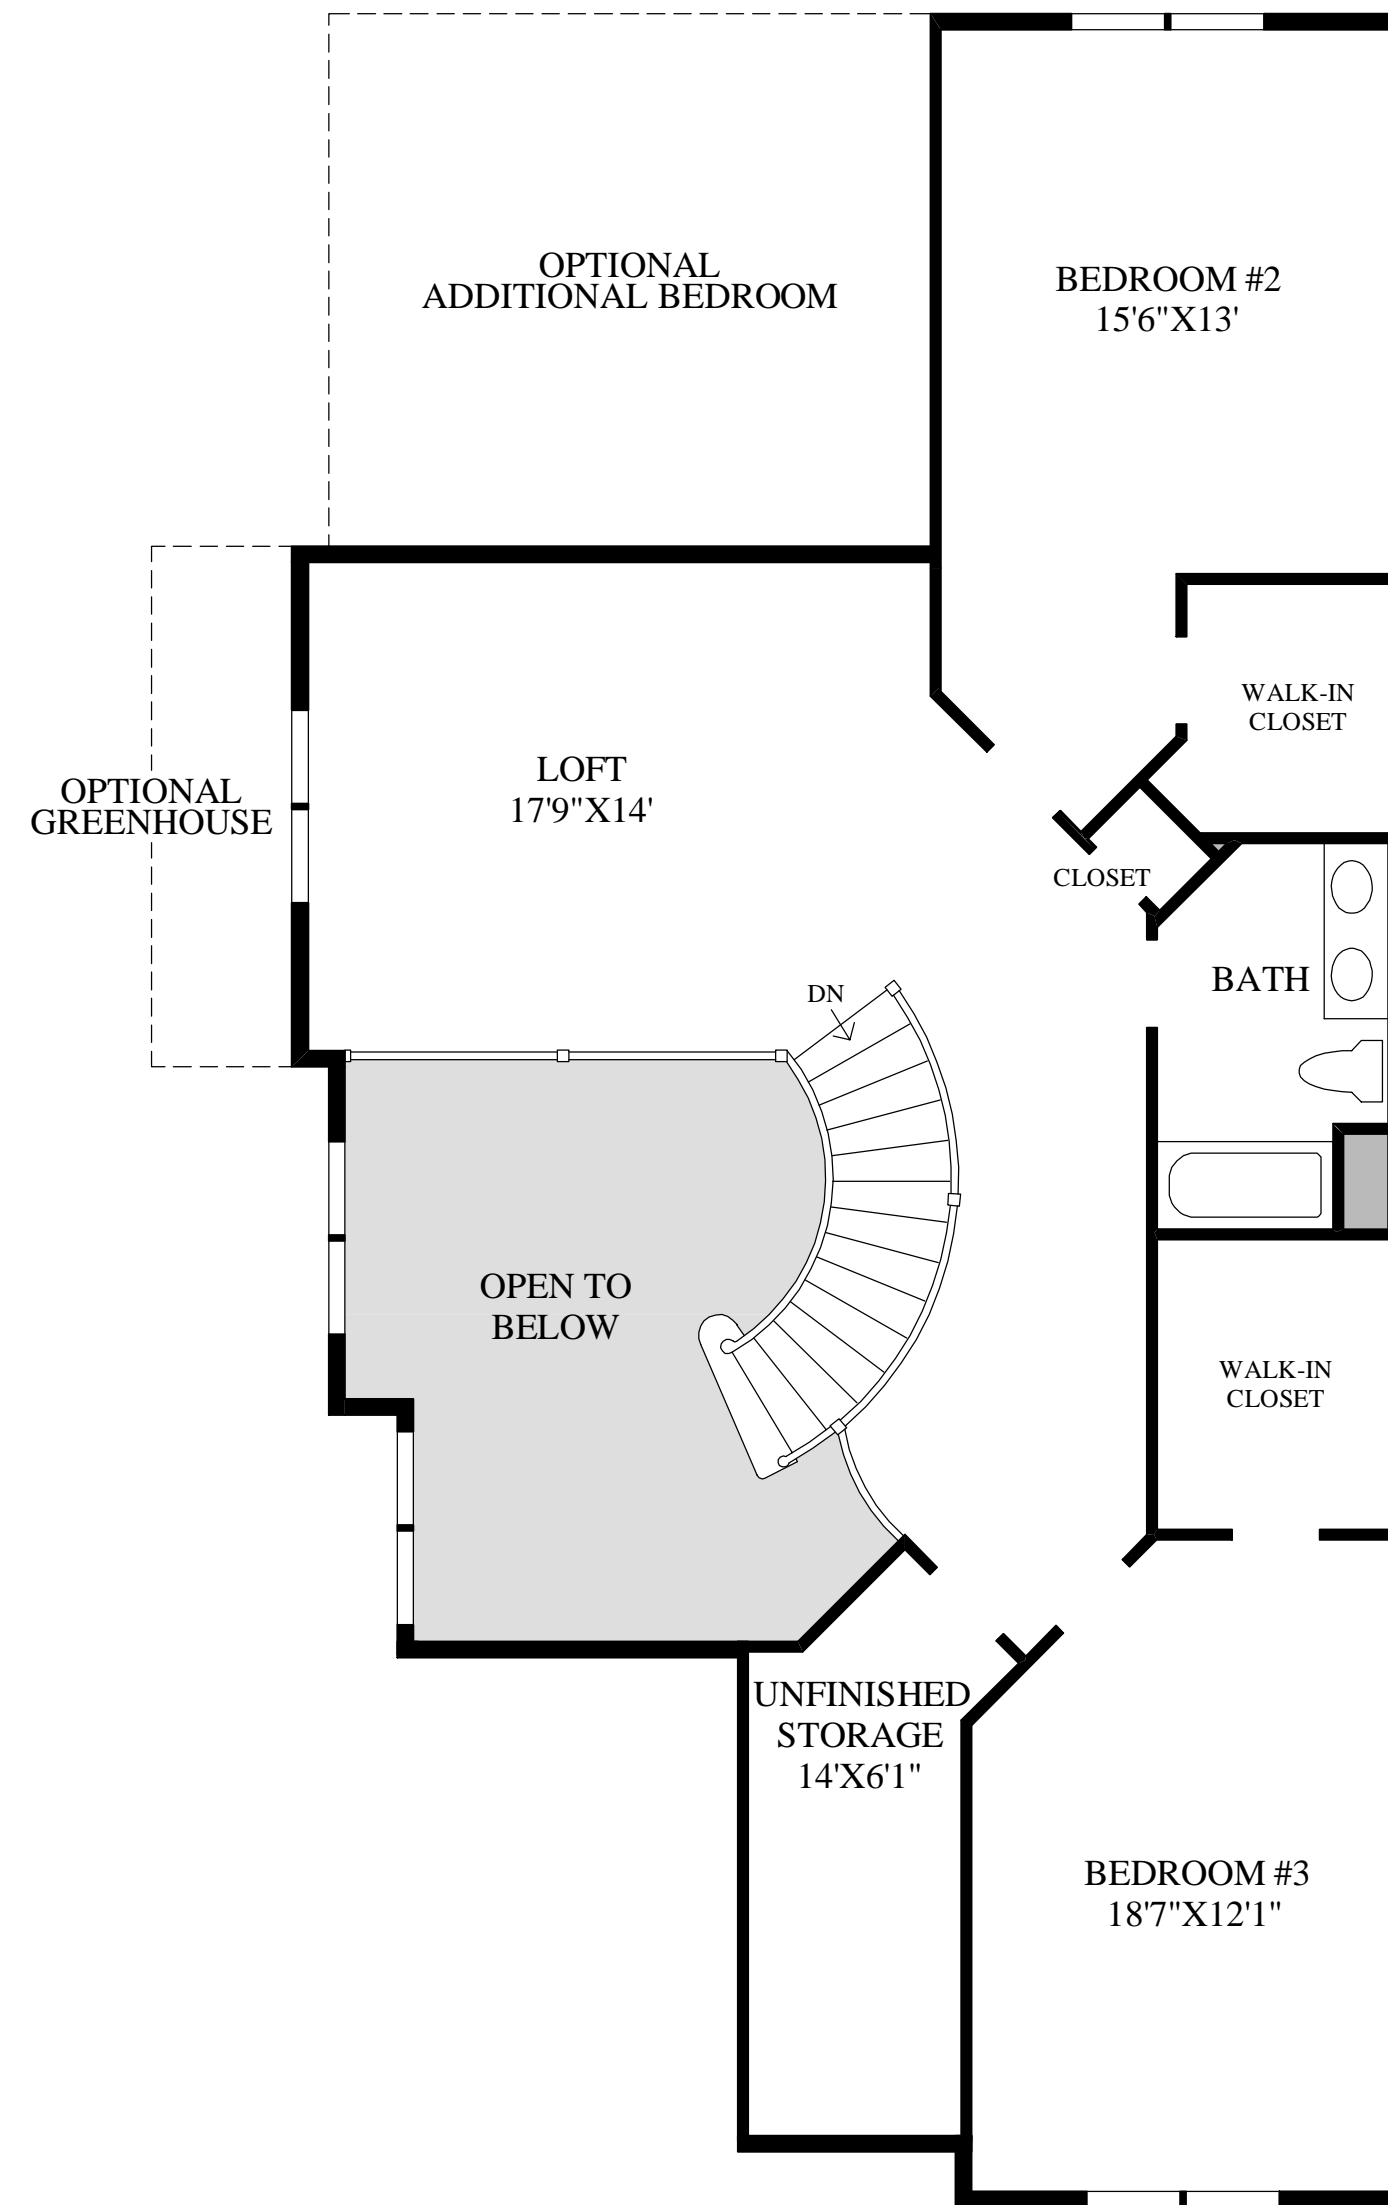 OPTIONAL
ADDITIONAL BEDROOM
BEDROOM #2
15'6"X13'
WALK-IN
CLOSET
LOFT
17'9"X14'
OPTIONAL
GREENHOUSE
CLOSET
BATH
DN
OPEN TO
BELOW
WALK-IN
CLOSET
UNFINISHED
STORAGE
14'X6'1"
BEDROOM #3
18'7"X12'1"